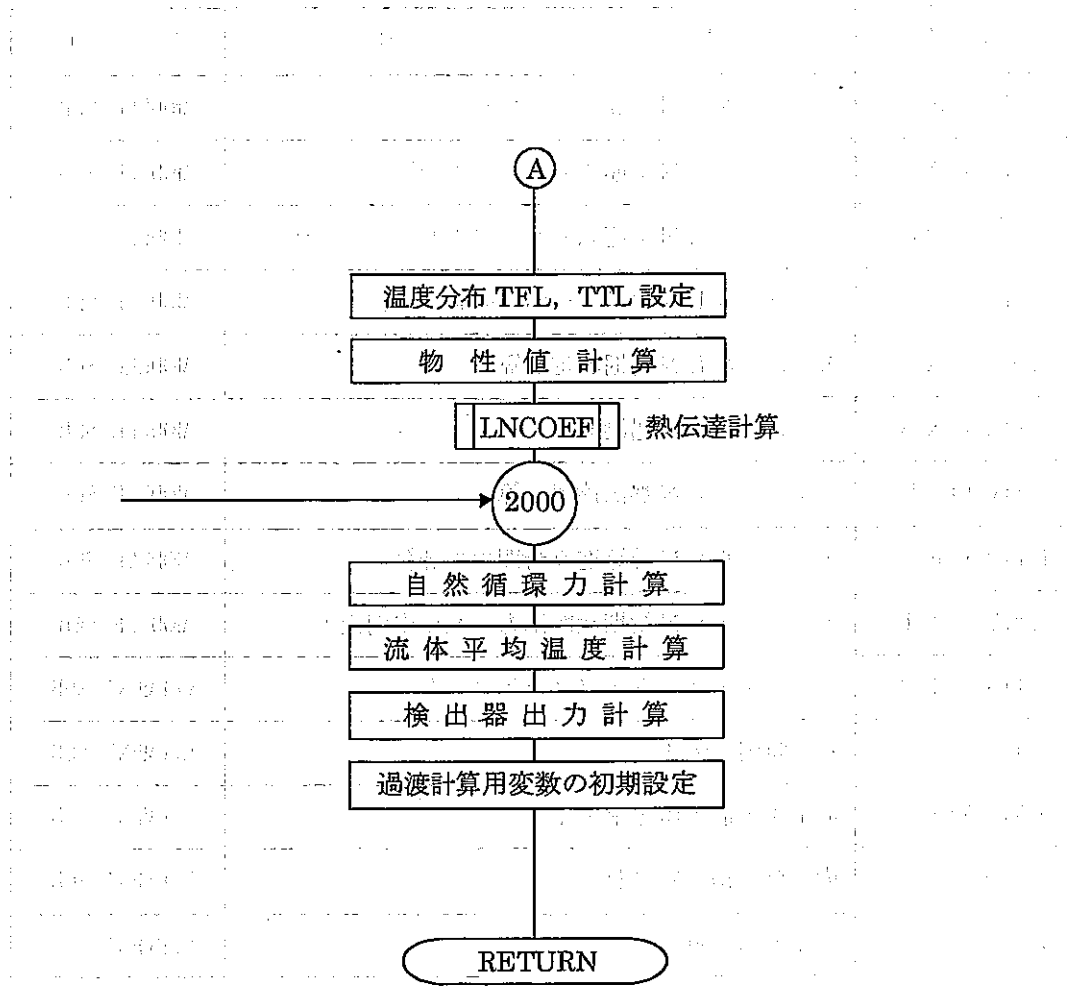 A
温度分布 TFL, TTL 設定
物性値計算
LNCOEF 熱伝達計算
2000
自然循環力計算
流体平均温度計算
検出器出力計算
過渡計算用変数の初期設定
RETURN